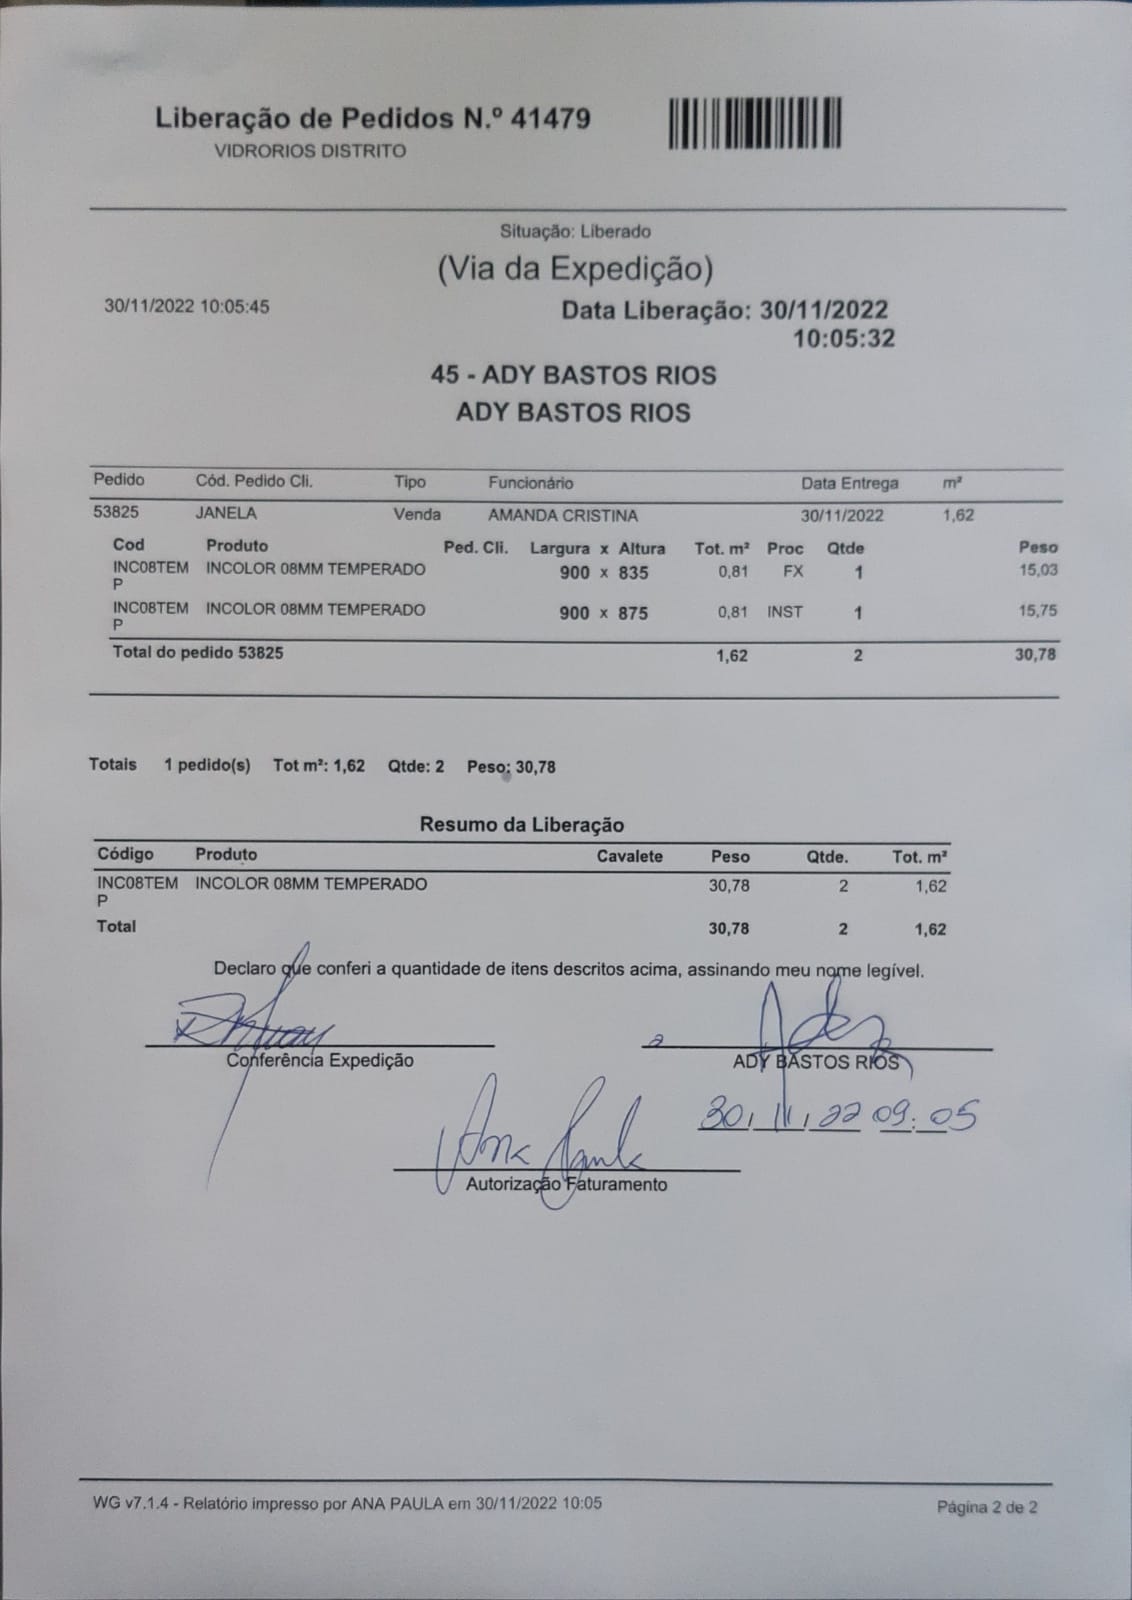 Liberação de Pedidos N.º 41479
VIDRORIOS DISTRITO
Situação: Liberado
(Via da Expedição)
30/11/2022 10:05:45
Data Liberação: 30/11/2022
10:05:32
45 - ADY BASTOS RIOS
ADY BASTOS RIOS
Pedido Cód. Pedido Cli. Tipo Funcionário Data Entrega m²
53825 JANELA Venda AMANDA CRISTINA 30/11/2022 1,62
Cod Produto Ped. Cli. Largura x Altura Tot. m² Proc Qtde Peso
INC08TEM INCOLOR 08MM TEMPERADO 900 x 835 0,81 FX 1 15,03
P
INC08TEM INCOLOR 08MM TEMPERADO 900 x 875 0,81 INST 1 15,75
P
Total do pedido 53825 1,62 2 30,78
Totais 1 pedido(s) Tot m²: 1,62 Qtde: 2 Peso: 30,78
Resumo da Liberação
Código Produto Cavalete Peso Qtde. Tot. m²
INC08TEM INCOLOR 08MM TEMPERADO 30,78 2 1,62
P
Total 30,78 2 1,62
Declaro que conferi a quantidade de itens descritos acima, assinando meu nome legível.
Conferência Expedição
ADY BASTOS RIOS
30/11/22 09:05
Ana Paula
Autorização Faturamento
WG v7.1.4 - Relatório impresso por ANA PAULA em 30/11/2022 10:05
Página 2 de 2